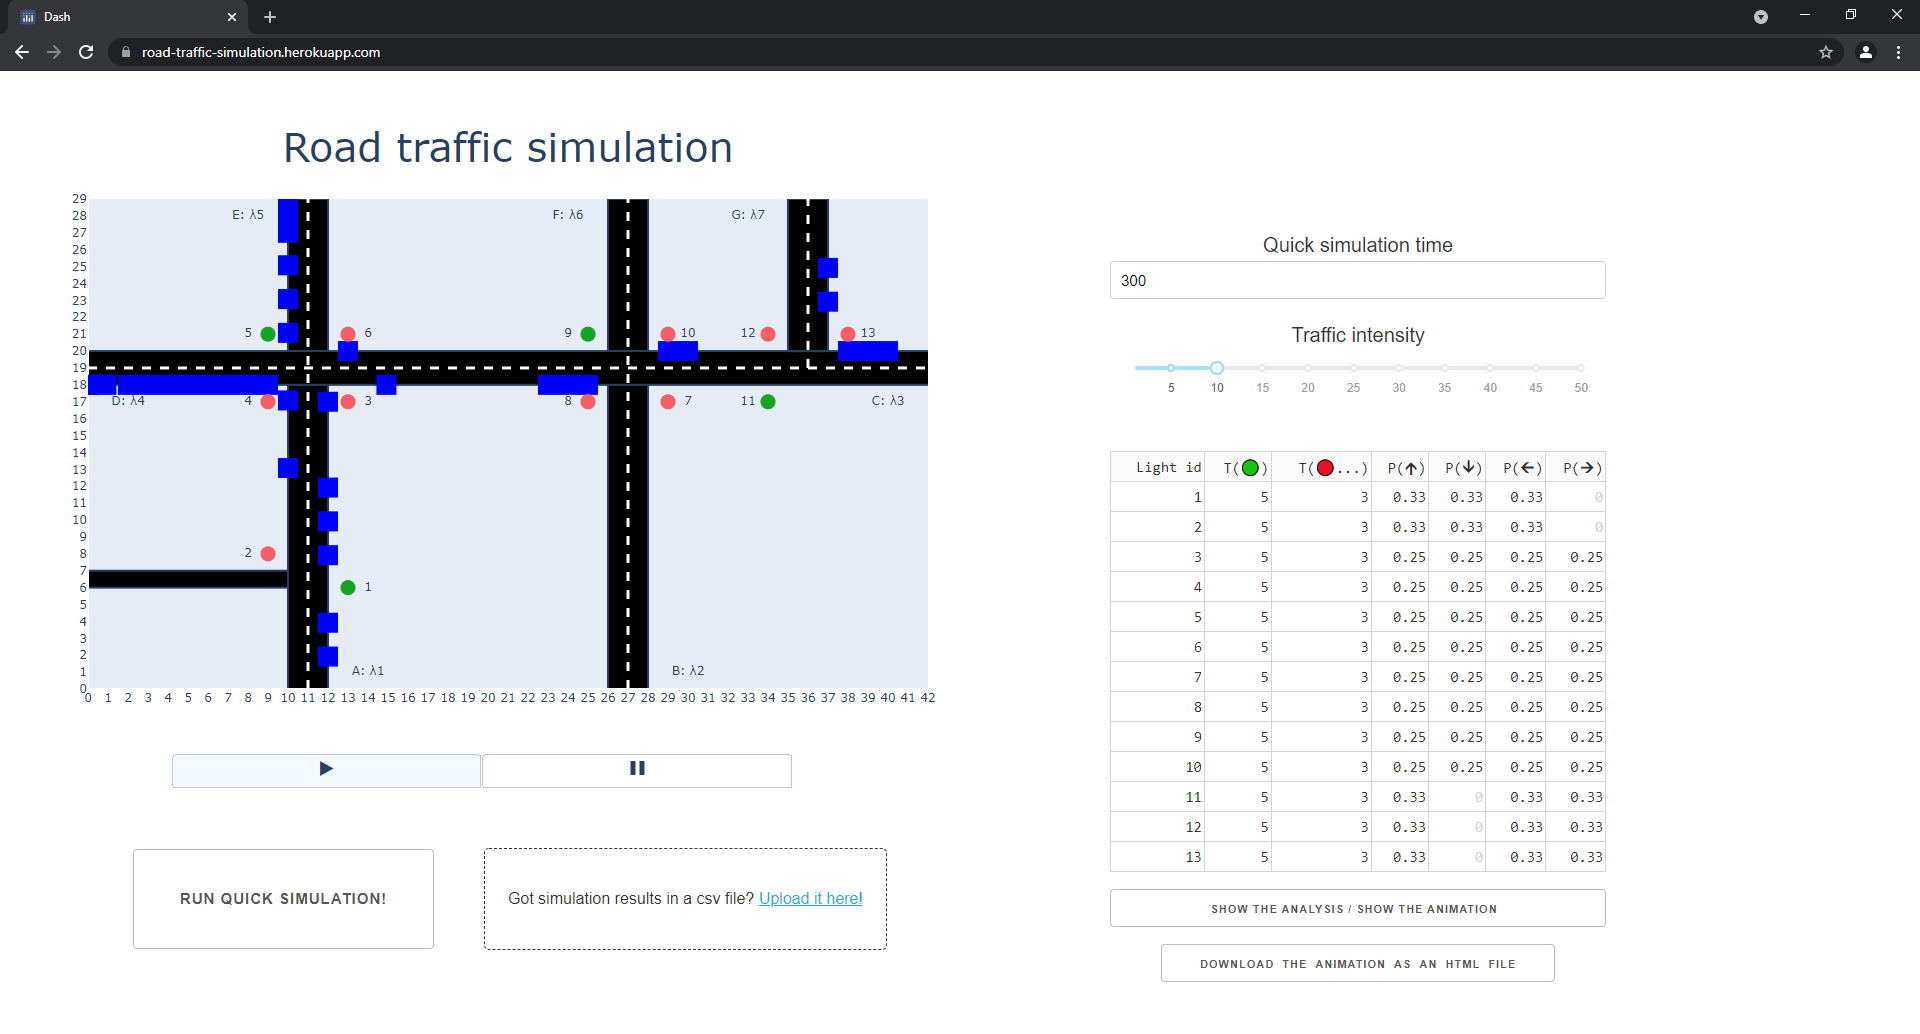 Dash
road-traffic-simulation.herokuapp.com
Road traffic simulation
29
28
27
26
25
24
23
22
21
20
19
18
17
16
15
14
13
12
11
10
9
8
7
6
5
4
3
2
1
0
E: λ5
F: λ6
G: λ7
5
6
9
10
12
13
D: λ4
4
3
8
7
11
C: λ3
2
1
A: λ1
B: λ2
0 1 2 3 4 5 6 7 8 9 10 11 12 13 14 15 16 17 18 19 20 21 22 23 24 25 26 27 28 29 30 31 32 33 34 35 36 37 38 39 40 41 42
RUN QUICK SIMULATION!
Got simulation results in a csv file? Upload it here!
Quick simulation time
300
Traffic intensity
5 10 15 20 25 30 35 40 45 50
Light id T(🟢) T(🔴...) P(↑) P(↓) P(←) P(→)
1 5 3 0.33 0.33 0.33 0
2 5 3 0.33 0.33 0.33 0
3 5 3 0.25 0.25 0.25 0.25
4 5 3 0.25 0.25 0.25 0.25
5 5 3 0.25 0.25 0.25 0.25
6 5 3 0.25 0.25 0.25 0.25
7 5 3 0.25 0.25 0.25 0.25
8 5 3 0.25 0.25 0.25 0.25
9 5 3 0.25 0.25 0.25 0.25
10 5 3 0.25 0.25 0.25 0.25
11 5 3 0.33 0 0.33 0.33
12 5 3 0.33 0 0.33 0.33
13 5 3 0.33 0 0.33 0.33
SHOW THE ANALYSIS / SHOW THE ANIMATION
DOWNLOAD THE ANIMATION AS AN HTML FILE